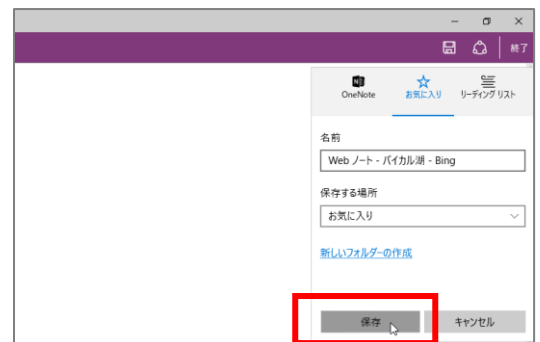 終了
OneNote お気に入り リーディング リスト
名前
Web ノート - バイカル湖 - Bing
保存する場所
お気に入り
新しいフォルダーの作成
保存 キャンセル